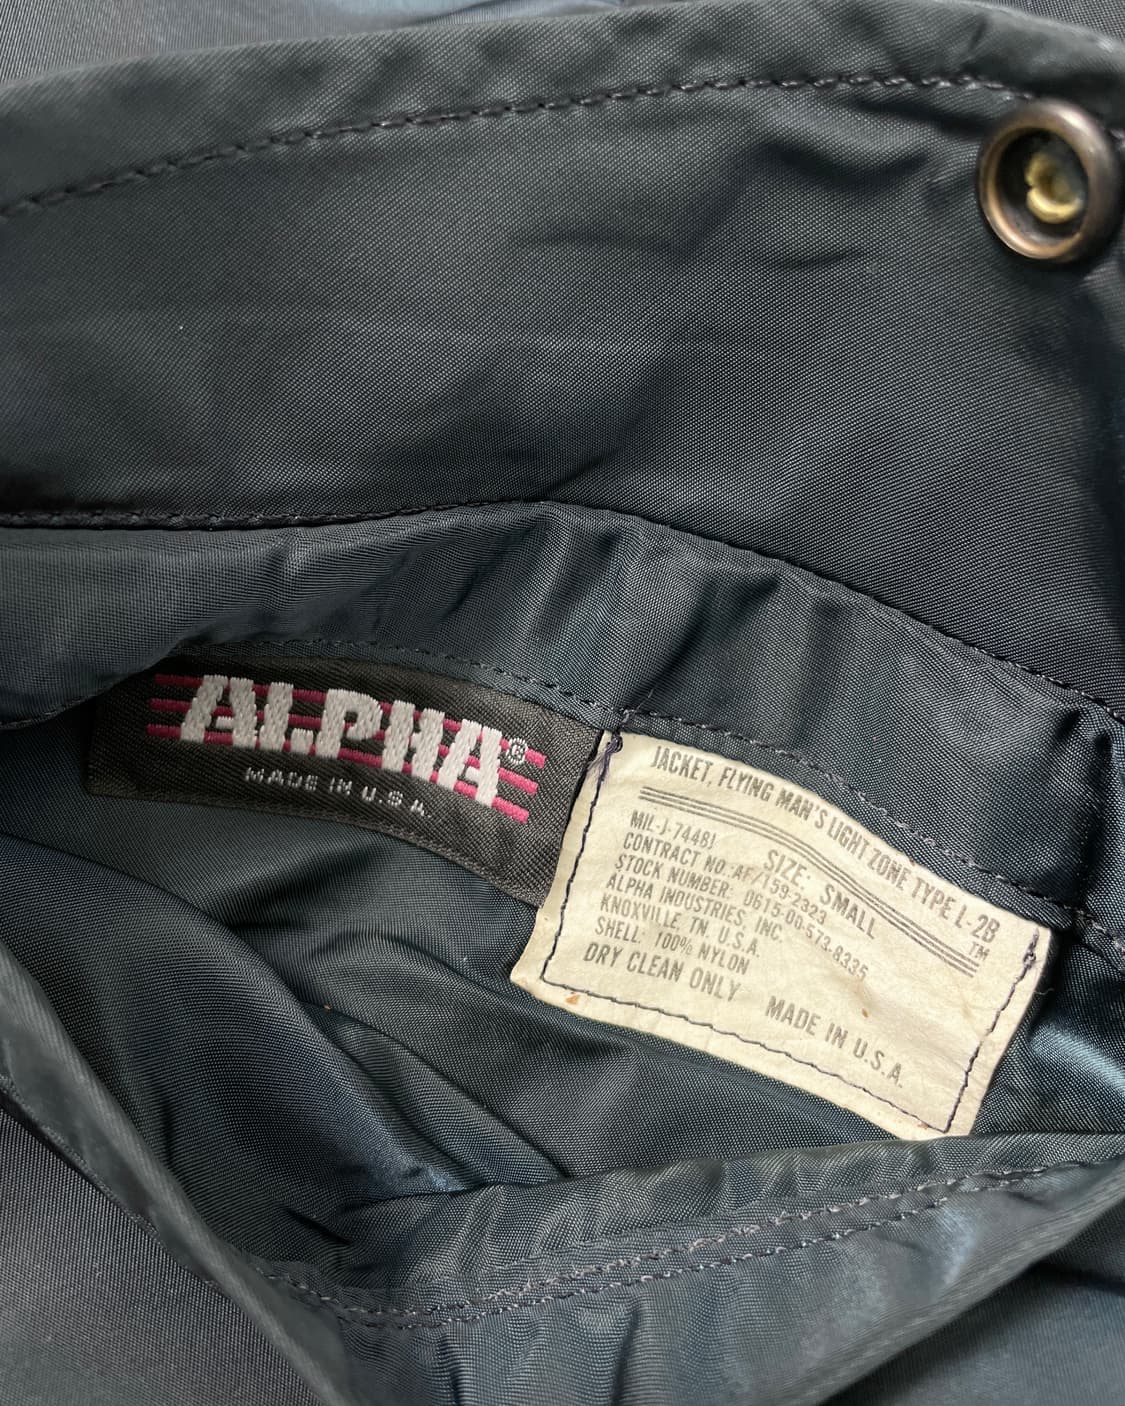 ALPHA®
MADE IN U.S.A
JACKET, FLYING MAN'S LIGHT ZONE TYPE L-2B
TM
SIZE: SMALL
MIL-J-7448J
CONTRACT NO. AF/159-2323
STOCK NUMBER: 0615-00-573-8335
ALPHA INDUSTRIES, INC.
KNOXVILLE, TN, U.S.A.
SHELL: 100% NYLON
DRY CLEAN ONLY
MADE IN U.S.A.